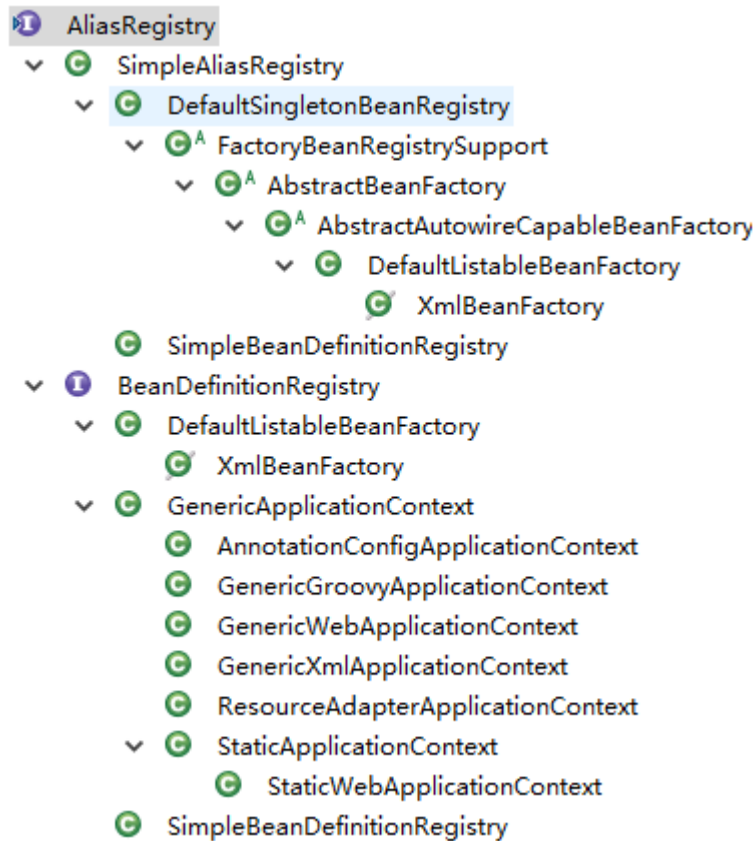 AliasRegistry
SimpleAliasRegistry
DefaultSingletonBeanRegistry
FactoryBeanRegistrySupport
AbstractBeanFactory
AbstractAutowireCapableBeanFactory
DefaultListableBeanFactory
XmlBeanFactory
SimpleBeanDefinitionRegistry
BeanDefinitionRegistry
DefaultListableBeanFactory
XmlBeanFactory
GenericApplicationContext
AnnotationConfigApplicationContext
GenericGroovyApplicationContext
GenericWebApplicationContext
GenericXmlApplicationContext
ResourceAdapterApplicationContext
StaticApplicationContext
StaticWebApplicationContext
SimpleBeanDefinitionRegistry